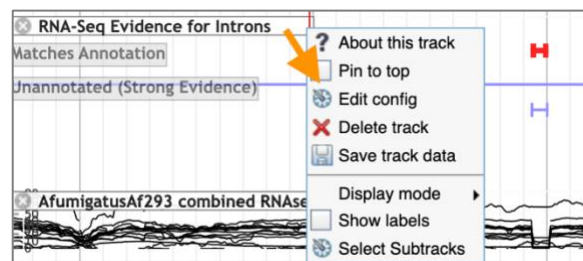 RNA-Seq Evidence for Introns
Matches Annotation
Unannotated (Strong Evidence)
? About this track
Pin to top
Edit config
Delete track
Save track data
Display mode
Show labels
Select Subtracks
AfumigatusAf293 combined RNAse